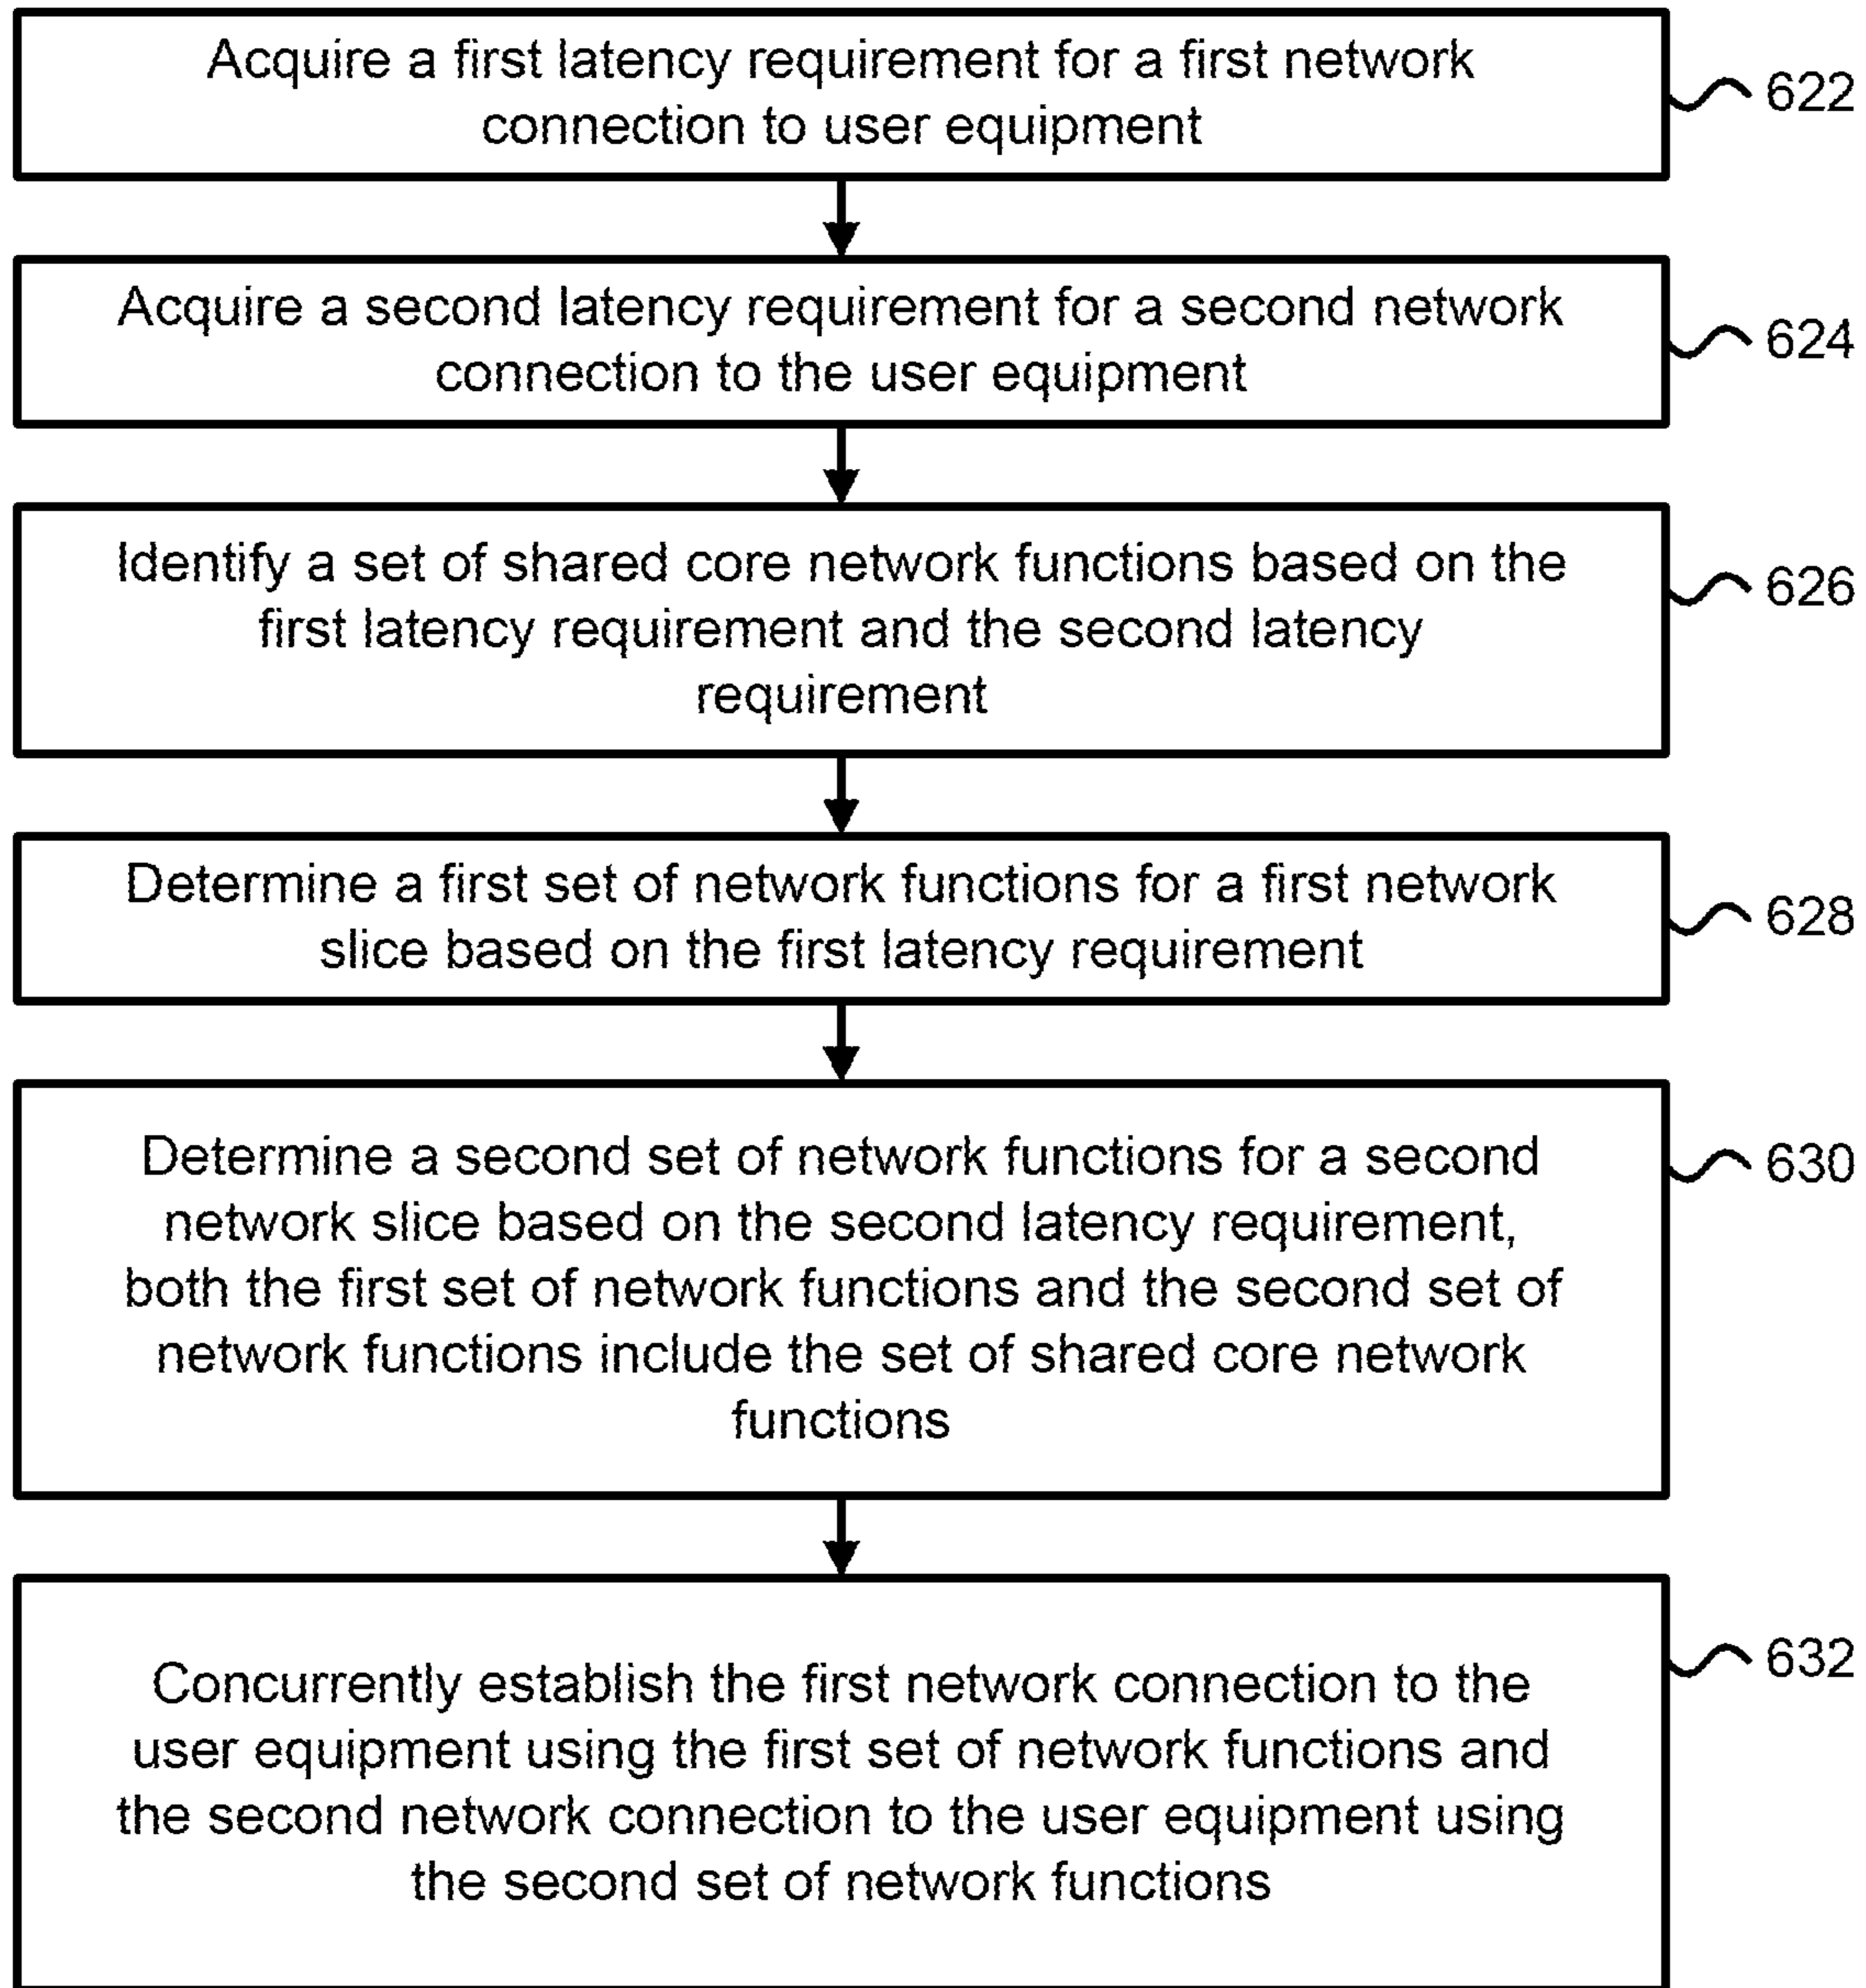 Acquire a first latency requirement for a first network
connection to user equipment
622
Acquire a second latency requirement for a second network
connection to the user equipment
624
Identify a set of shared core network functions based on the
first latency requirement and the second latency
requirement
626
Determine a first set of network functions for a first network
slice based on the first latency requirement
628
Determine a second set of network functions for a second
network slice based on the second latency requirement,
both the first set of network functions and the second set of
network functions include the set of shared core network
functions
630
Concurrently establish the first network connection to the
user equipment using the first set of network functions and
the second network connection to the user equipment using
the second set of network functions
632